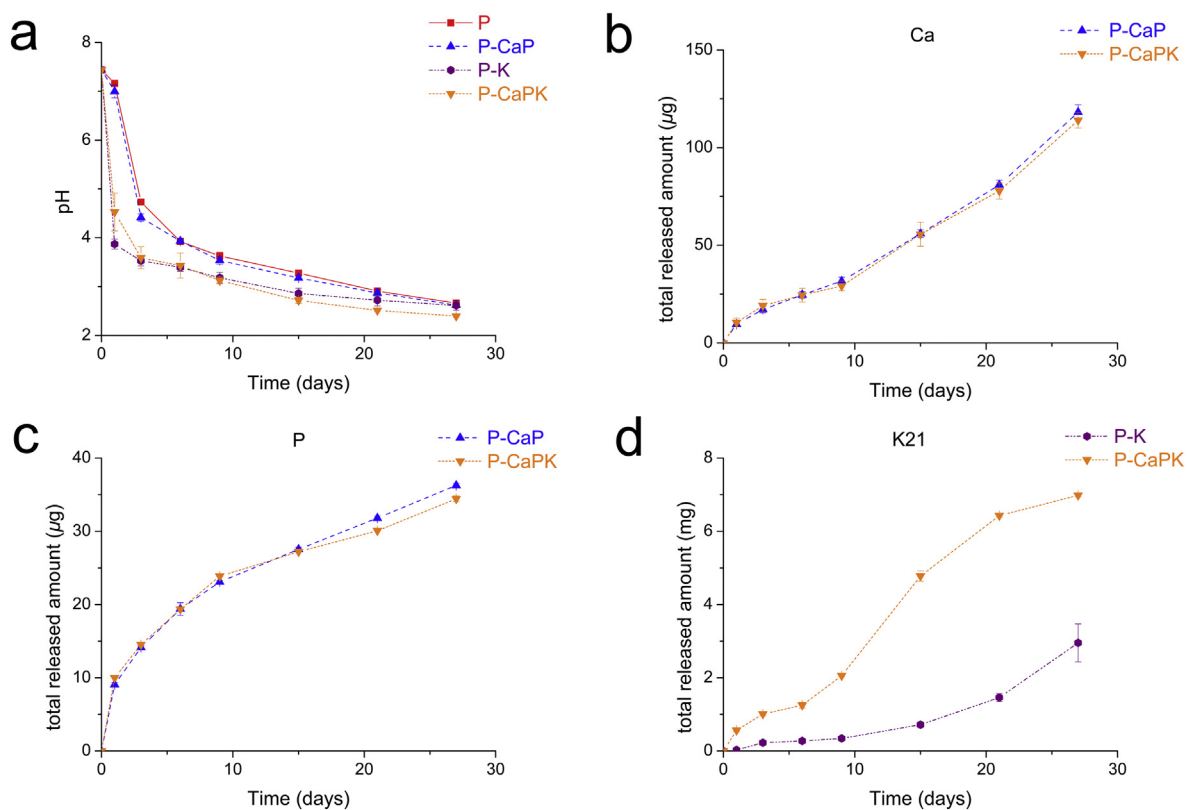 a
P
P-CaP
P-K
P-CaPK
8
6
4
2
pH
0
10
20
30
Time (days)
b
Ca
P-CaP
P-CaPK
150
100
50
0
total released amount (µg)
0
10
20
30
Time (days)
c
P
P-CaP
P-CaPK
40
30
20
10
0
total released amount (µg)
0
10
20
30
Time (days)
d
K21
P-K
P-CaPK
8
6
4
2
0
total released amount (mg)
0
10
20
30
Time (days)